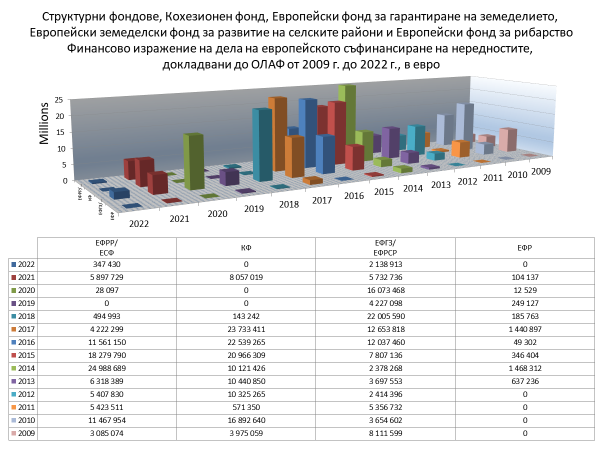 Структурни фондове, Кохезионен фонд, Европейски фонд за гарантиране на земеделието,
Европейски земеделски фонд за развитие на селските райони и Европейски фонд за рибарство
Финансово изражение на дела на европейското съфинансиране на нередностите,
докладвани до ОЛАФ от 2009 г. до 2022 г., в евро
Millions
25
20
15
10
5
0
2022 2021 2020 2019 2018 2017 2016 2015 2014 2013 2012 2011 2010 2009
ЕФРР/ ЕСФ КФ ЕФГЗ/ ЕФРСР ЕФР
2022 347 430 0 2 138 913 0
2021 5 897 729 8 057 019 5 732 736 104 137
2020 28 097 0 16 073 468 12 529
2019 0 0 4 227 098 249 127
2018 494 993 143 242 22 005 590 185 763
2017 4 222 299 23 733 411 12 653 818 1 440 897
2016 11 561 150 22 539 265 12 037 460 49 302
2015 18 279 790 20 966 309 7 807 136 346 404
2014 24 988 689 10 121 426 2 378 268 1 468 312
2013 6 318 389 10 440 850 3 697 553 637 236
2012 5 407 830 10 325 265 2 414 396 0
2011 5 423 511 571 350 5 356 732 0
2010 11 467 954 16 892 640 3 654 602 0
2009 3 085 074 3 975 059 8 111 599 0